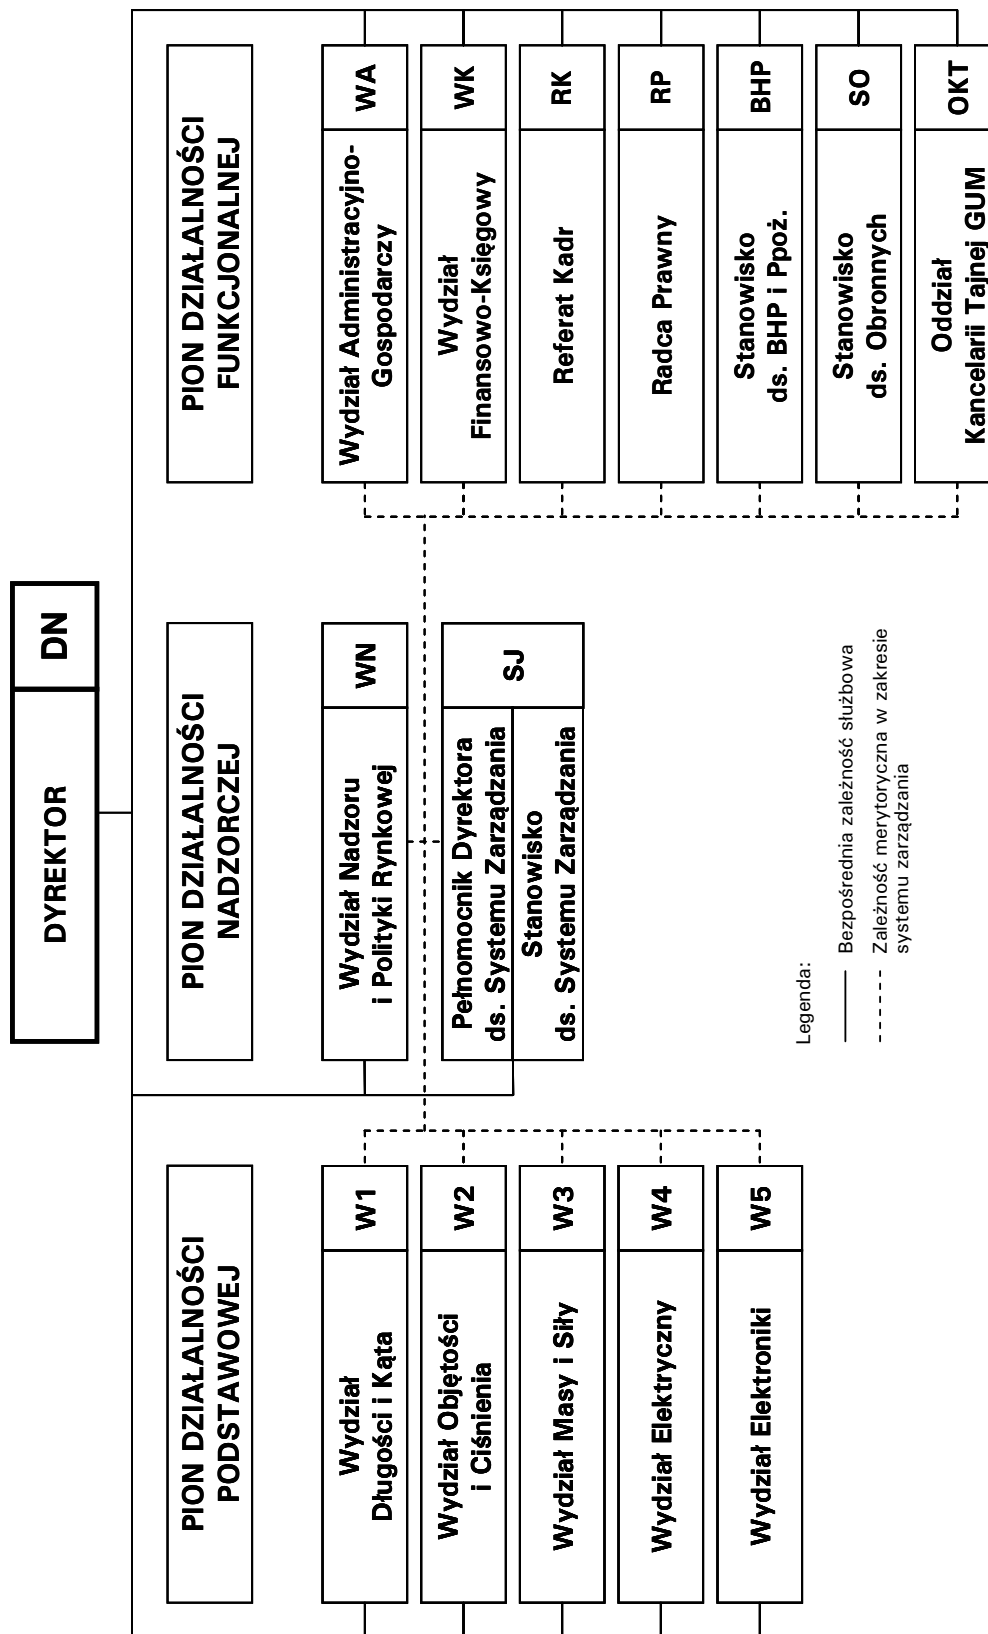 DYREKTOR
DN
PION DZIAŁALNOŚCI
PODSTAWOWEJ
Wydział
Długości i Kąta
W1
Wydział Objętości
i Ciśnienia
W2
Wydział Masy i Siły
W3
Wydział Elektryczny
W4
Wydział Elektroniki
W5
PION DZIAŁALNOŚCI
NADZORCZEJ
Wydział Nadzoru
i Polityki Rynkowej
WN
Pełnomocnik Dyrektora
ds. Systemu Zarządzania
Stanowisko
ds. Systemu Zarządzania
SJ
PION DZIAŁALNOŚCI
FUNKCJONALNEJ
Wydział Administracyjno-
Gospodarczy
WA
Wydział
Finansowo-Księgowy
WK
Referat Kadr
RK
Radca Prawny
RP
Stanowisko
ds. BHP i Ppoż.
BHP
Stanowisko
ds. Obronnych
SO
Oddział
Kancelarii Tajnej GUM
OKT
Legenda:
Bezpośrednia zależność służbowa
Zależność merytoryczna w zakresie
systemu zarządzania